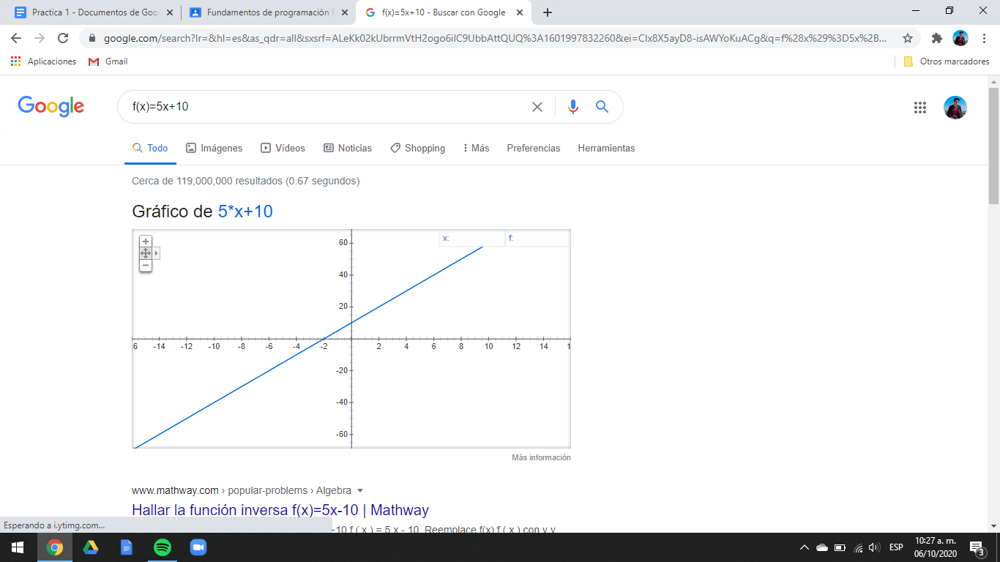 Practica 1 - Documentos de Goo
Fundamentos de programación
f(x)=5x+10 - Buscar con Google
google.com/search?lr=&hl=es&as_qdr=all&sxsrf=ALeKk02kUbrrmVtH2ogo6ilC9UbbAttQUQ%3A1601997832260&ei=Clx8X5ayD8-isAWYoKuACg&q=f%28x%29%3D5x%2B...
Aplicaciones
Gmail
Otros marcadores
Google
f(x)=5x+10
Todo
Imágenes
Vídeos
Noticias
Shopping
Más
Preferencias
Herramientas
Cerca de 119,000,000 resultados (0.67 segundos)
Gráfico de 5*x+10
x:
f:
60
40
20
6 -14 -12 -10 -8 -6 -4 -2 2 4 6 8 10 12 14 1
-20
-40
-60
Más información
www.mathway.com › popular-problems › Algebra
Hallar la función inversa f(x)=5x-10 | Mathway
Esperando a i.ytimg.com...
-10 f ( x ) = 5 x - 10. Reemplace f(x) f ( x ) con y y
ESP
10:27 a. m.
06/10/2020
3